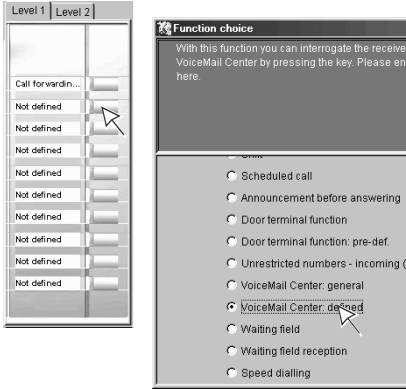 Level 1 Level 2
Call forwardin...
Not defined
Not defined
Not defined
Not defined
Not defined
Not defined
Not defined
Not defined
Not defined
Function choice
With this function you can interrogate the receive
VoiceMail Center by pressing the key. Please en
here.
Scheduled call
Announcement before answering
Door terminal function
Door terminal function: pre-def.
Unrestricted numbers - incoming (
VoiceMail Center: general
VoiceMail Center: defined
Waiting field
Waiting field reception
Speed dialling